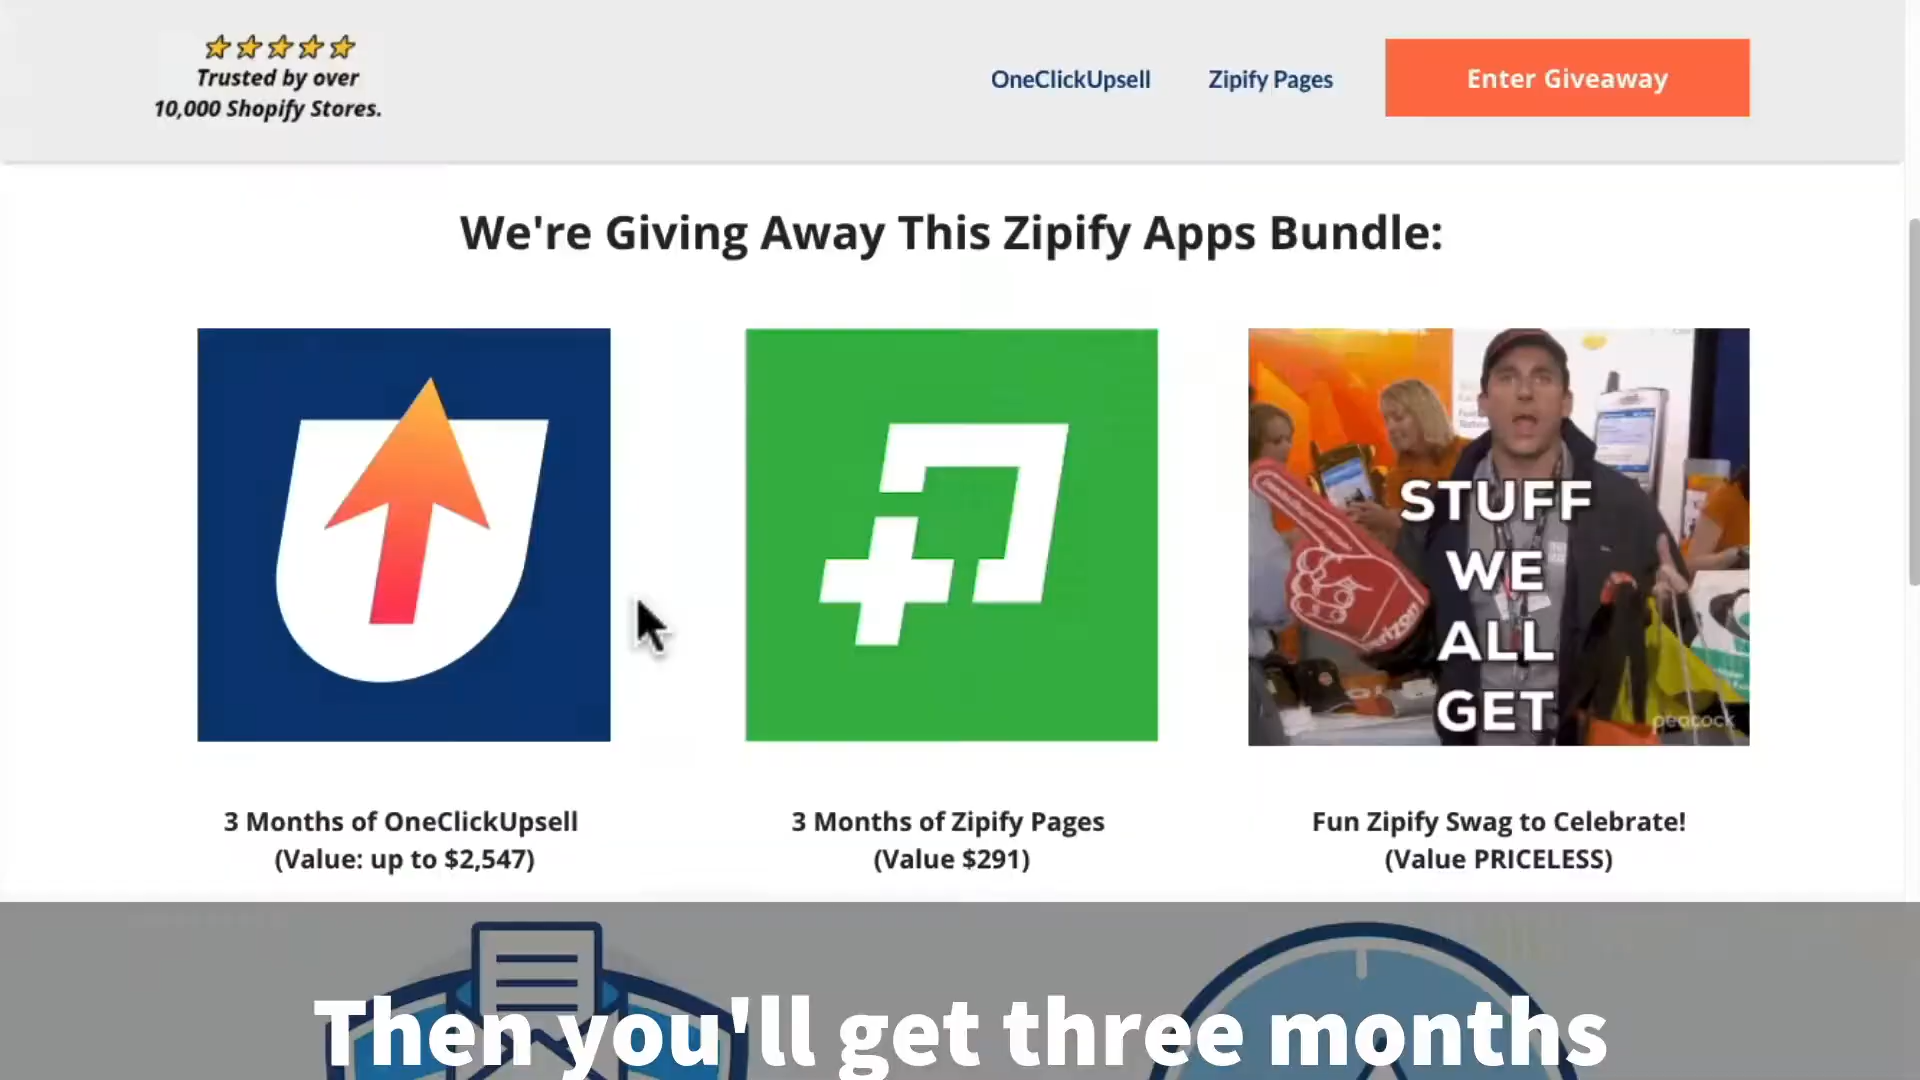 Trusted by over
10,000 Shopify Stores.
OneClickUpsell
Zipify Pages
Enter Giveaway
We're Giving Away This Zipify Apps Bundle:
STUFF
WE
ALL
GET
verizon
peacock
3 Months of OneClickUpsell
(Value: up to $2,547)
3 Months of Zipify Pages
(Value $291)
Fun Zipify Swag to Celebrate!
(Value PRICELESS)
Then you'll get three months